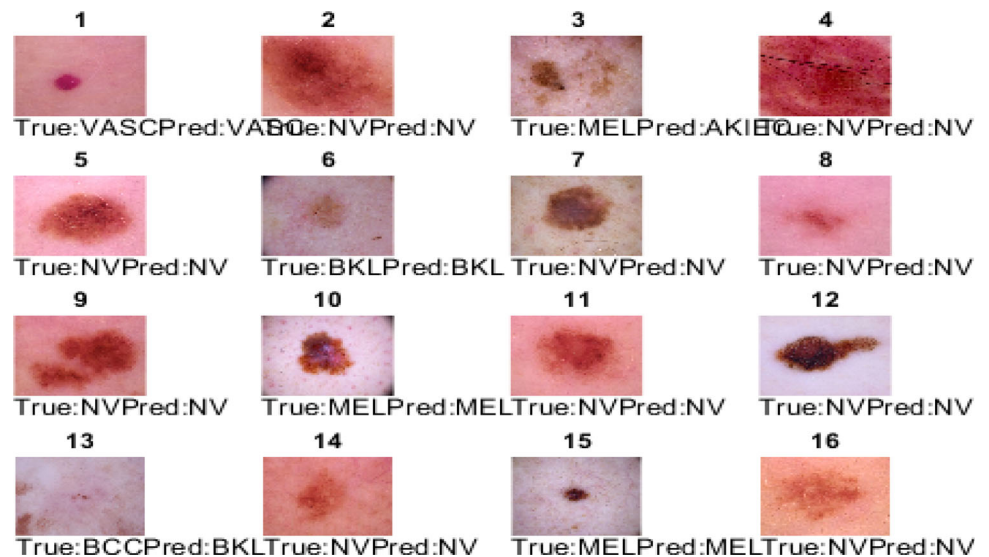 1 2 3 4
True:VASCPred:VASC True:NVPred:NV True:MELPred:AKIEC True:NVPred:NV
5 6 7 8
True:NVPred:NV True:BKLPred:BKL True:NVPred:NV True:NVPred:NV
9 10 11 12
True:NVPred:NV True:MELPred:MEL True:NVPred:NV True:NVPred:NV
13 14 15 16
True:BCCPred:BKL True:NVPred:NV True:MELPred:MEL True:NVPred:NV